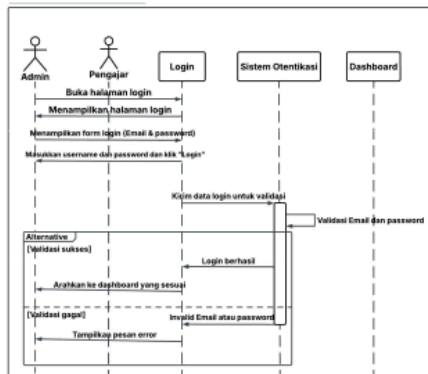 Admin
Pengajar
Login
Sistem Otentikasi
Dashboard
Buka halaman login
Menampilkan halaman login
Menampilkan form login (Email & password)
Masukkan username dan password dan klik "Login"
Kirim data login untuk validasi
Validasi Email dan password
Alternative
[Validasi sukses]
Login berhasil
Arahkan ke dashboard yang sesuai
[Validasi gagal]
Invalid Email atau password
Tampilkan pesan error